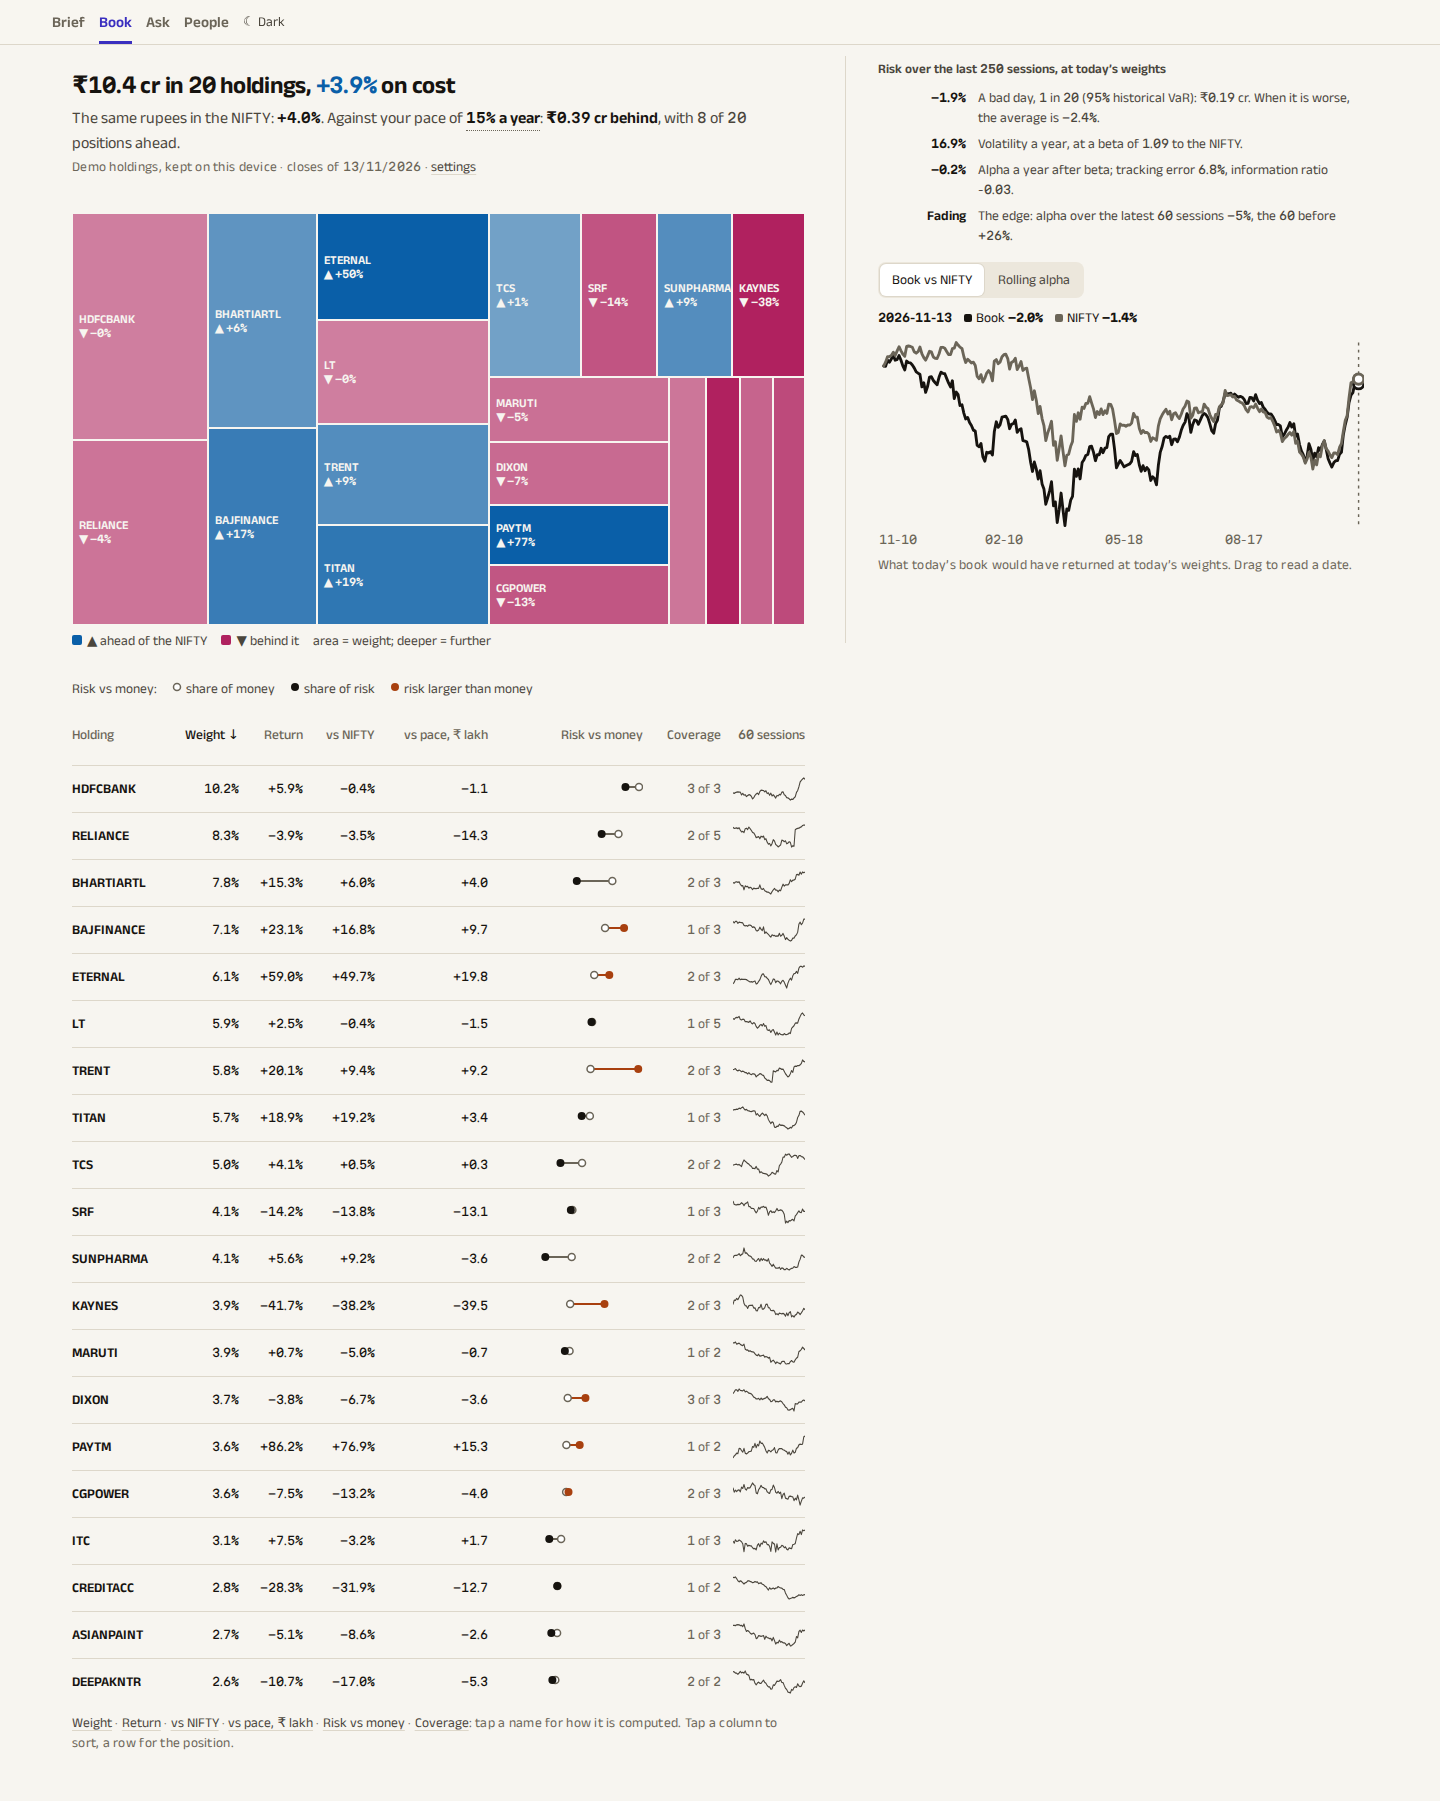 Brief Book Ask People ☾ Dark
₹10.4 cr in 20 holdings, +3.9% on cost
The same rupees in the NIFTY: +4.0%. Against your pace of 15% a year: ₹0.39 cr behind, with 8 of 20
positions ahead.
Demo holdings, kept on this device · closes of 13/11/2026 · settings
HDFCBANK
▼ −0%
RELIANCE
▼ −4%
BHARTIARTL
▲ +6%
BAJFINANCE
▲ +17%
ETERNAL
▲ +50%
LT
▼ −0%
TRENT
▲ +9%
TITAN
▲ +19%
TCS
▲ +1%
SRF
▼ −14%
SUNPHARMA
▲ +9%
KAYNES
▼ −38%
MARUTI
▼ −5%
DIXON
▼ −7%
PAYTM
▲ +77%
CGPOWER
▼ −13%
▲ ahead of the NIFTY ▼ behind it area = weight; deeper = further
Risk vs money: share of money share of risk risk larger than money
Holding Weight ↓ Return vs NIFTY vs pace, ₹ lakh Risk vs money Coverage 60 sessions
HDFCBANK 10.2% +5.9% −0.4% −1.1 3 of 3
RELIANCE 8.3% −3.9% −3.5% −14.3 2 of 5
BHARTIARTL 7.8% +15.3% +6.0% +4.0 2 of 3
BAJFINANCE 7.1% +23.1% +16.8% +9.7 1 of 3
ETERNAL 6.1% +59.0% +49.7% +19.8 2 of 3
LT 5.9% +2.5% −0.4% −1.5 1 of 5
TRENT 5.8% +20.1% +9.4% +9.2 2 of 3
TITAN 5.7% +18.9% +19.2% +3.4 1 of 3
TCS 5.0% +4.1% +0.5% +0.3 2 of 2
SRF 4.1% −14.2% −13.8% −13.1 1 of 3
SUNPHARMA 4.1% +5.6% +9.2% −3.6 2 of 2
KAYNES 3.9% −41.7% −38.2% −39.5 2 of 3
MARUTI 3.9% +0.7% −5.0% −0.7 1 of 2
DIXON 3.7% −3.8% −6.7% −3.6 3 of 3
PAYTM 3.6% +86.2% +76.9% +15.3 1 of 2
CGPOWER 3.6% −7.5% −13.2% −4.0 2 of 3
ITC 3.1% +7.5% −3.2% +1.7 1 of 3
CREDITACC 2.8% −28.3% −31.9% −12.7 1 of 2
ASIANPAINT 2.7% −5.1% −8.6% −2.6 1 of 3
DEEPAKNTR 2.6% −10.7% −17.0% −5.3 2 of 2
Weight · Return · vs NIFTY · vs pace, ₹ lakh · Risk vs money · Coverage: tap a name for how it is computed. Tap a column to
sort, a row for the position.
Risk over the last 250 sessions, at today's weights
−1.9% A bad day, 1 in 20 (95% historical VaR): ₹0.19 cr. When it is worse,
the average is −2.4%.
16.9% Volatility a year, at a beta of 1.09 to the NIFTY.
−0.2% Alpha a year after beta; tracking error 6.8%, information ratio
-0.03.
Fading The edge: alpha over the latest 60 sessions −5%, the 60 before
+26%.
Book vs NIFTY Rolling alpha
2026-11-13 Book −2.0% NIFTY −1.4%
11-10 02-10 05-18 08-17
What today's book would have returned at today's weights. Drag to read a date.